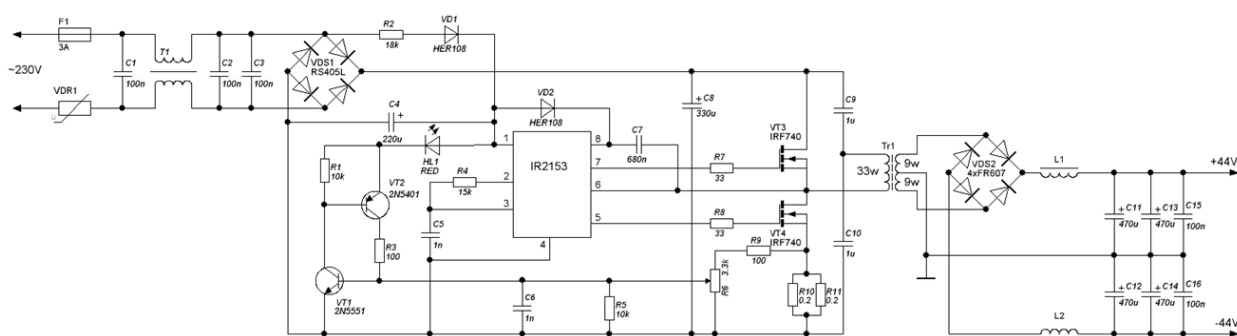 F1
3A
~230V
VDR1
U
C1
100n
T1
C2
100n
C3
100n
VDS1
RS405L
R2
18k
VD1
HER108
C4
+
220u
VD2
HER108
HL1
RED
R1
10k
VT2
2N5401
R3
100
VT1
2N5551
R4
15k
C5
1n
1
2
3
4
IR2153
8
7
6
5
C7
680n
C6
1n
R5
10k
R6
3.3k
R7
33
R8
33
R9
100
+
C8
330u
VT3
IRF740
VT4
IRF740
R10
0.2
R11
0.2
C9
1u
C10
1u
Tr1
33w
9w
9w
VDS2
4xFR607
L1
L2
+44V
-44V
+ C11
470u
+ C13
470u
C15
100n
+ C12
470u
+ C14
470u
C16
100n